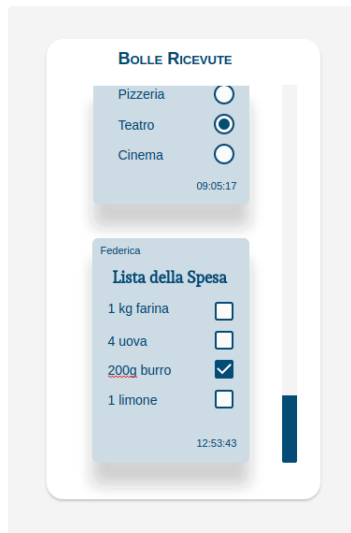 Bolle Ricevute
Pizzeria
Teatro
Cinema
09:05:17
Federica
Lista della Spesa
1 kg farina
4 uova
200g burro
1 limone
12:53:43